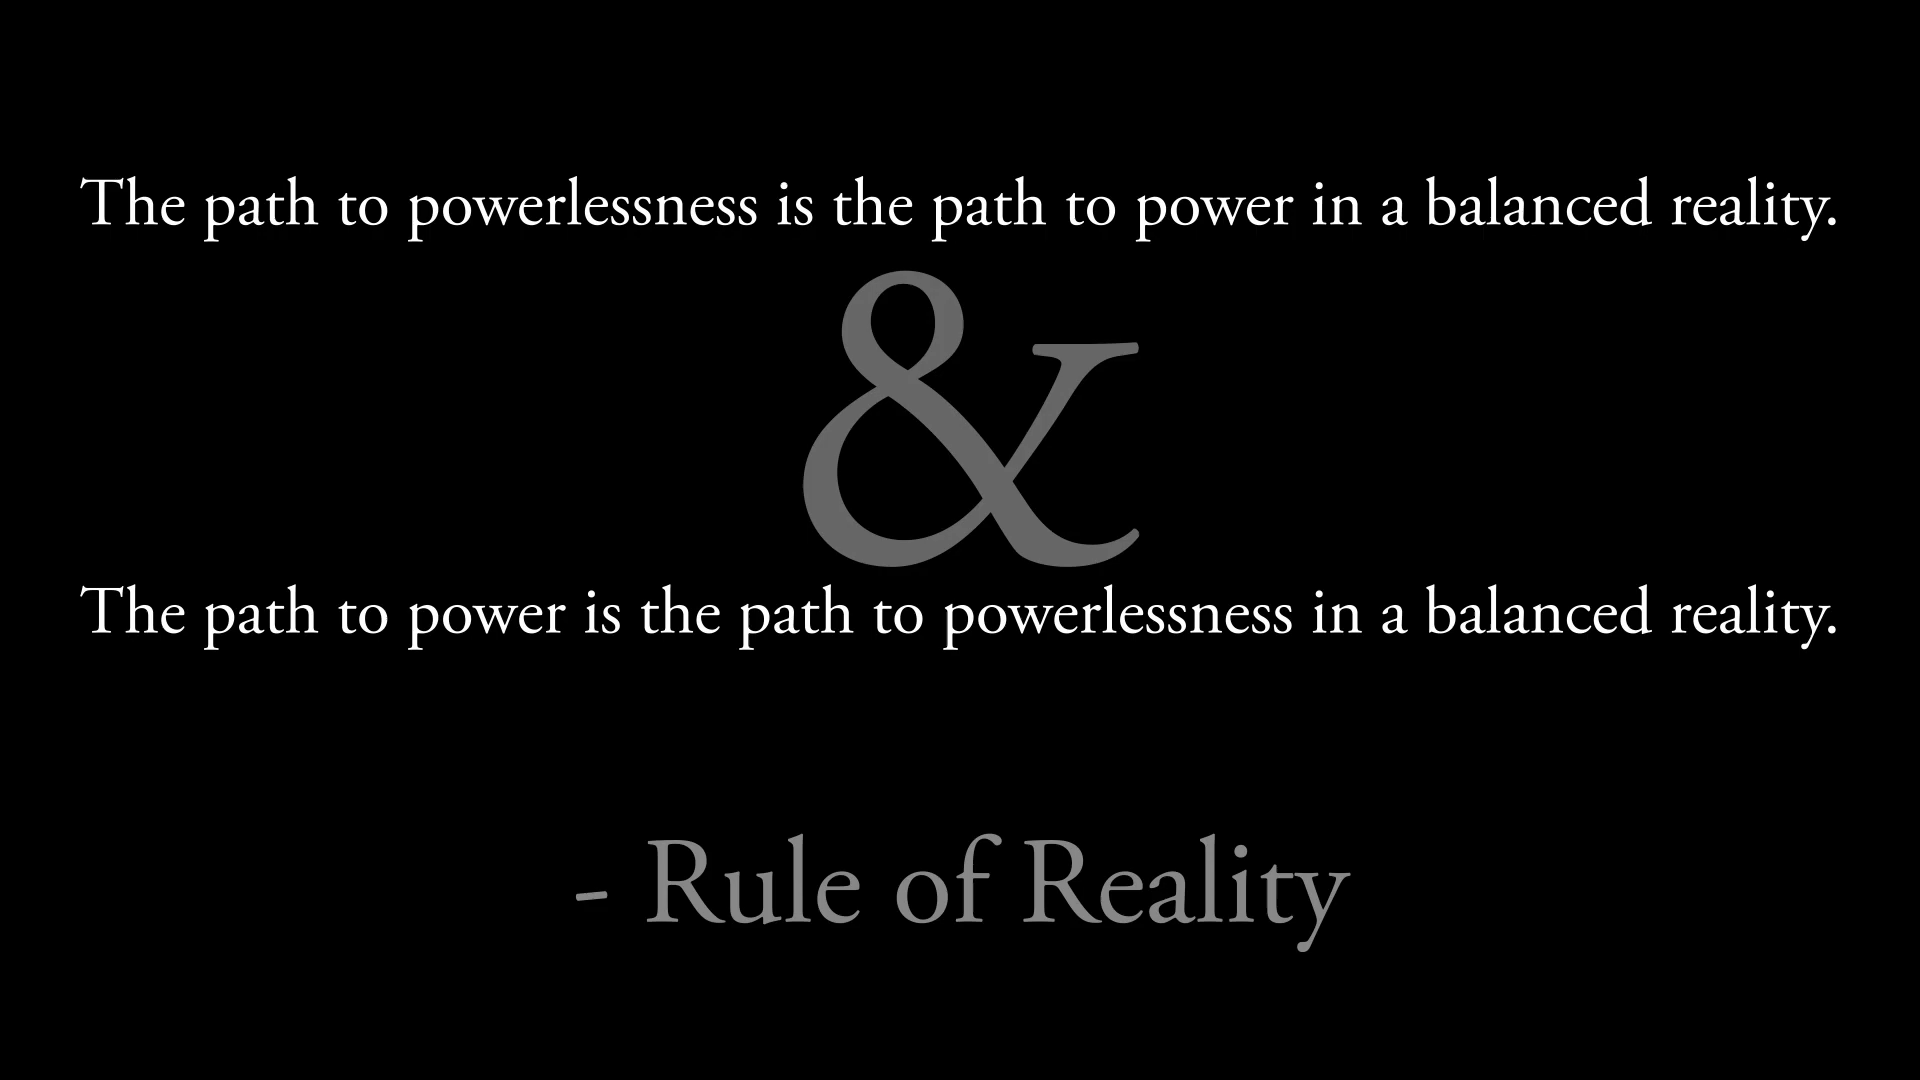 The path to powerlessness is the path to power in a balanced reality.
&
The path to power is the path to powerlessness in a balanced reality.
- Rule of Reality